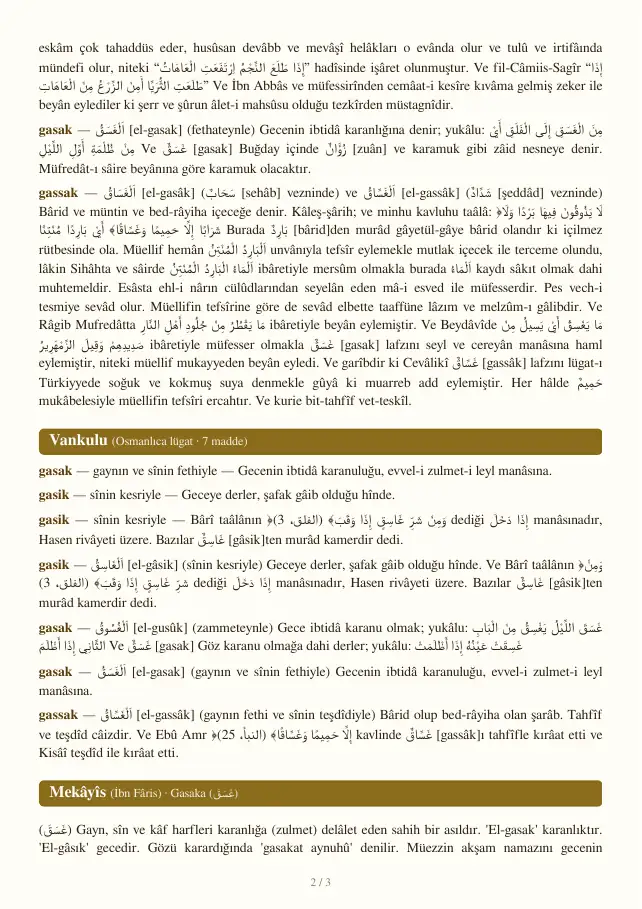 eskâm çok tahaddüs eder, husûsan devâbb ve mevâşî helâkları o evânda olur ve tulû ve irtifâında
mündefi olur, niteki “إِذَا طَلَعَ النَّجْمُ اِرْتَفَعَتِ الْعَاهَاتُ” hadîsinde işâret olunmuştur. Ve fil-Câmiis-Sagîr “إِذَا
طَلَعَتِ الثُّرَيَّا أَمِنَ الزَّرْعُ مِنَ الْعَاهَاتِ” Ve İbn Abbâs ve müfessirînden cemâat-i kesîre kıvâma gelmiş zeker ile
beyân eylediler ki şerr ve şûrun âlet-i mahsûsu olduğu tezkîrden müstagnîdir.
gasak — اَلْغَسَقُ [el-gasak] (fethateynle) Gecenin ibtidâ karanlığına denir; yukâlu: مِنَ الْغَسَقِ إِلَى الْفَلَقِ أَيْ
مِنْ ظُلْمَةِ أَوَّلِ اللَّيْلِ Ve غَسَقٌ [gasak] Buğday içinde زُؤَانٌ [zuân] ve karamuk gibi zâid nesneye denir.
Müfredât-ı sâire beyânına göre karamuk olacaktır.
gassak — اَلْغَسَاقُ [el-gasâk] (سَحَابٌ [sehâb] vezninde) ve اَلْغَسَّاقُ [el-gassâk] (شَدَّادٌ [şeddâd] vezninde)
Bârid ve müntin ve bed-râyiha içeceğe denir. Kâleş-şârih; ve minhu kavluhu taâlâ: ﴿لَا يَذُوقُونَ فِيهَا بَرْدًا وَلَا
شَرَابًا إِلَّا حَمِيمًا وَغَسَّاقًا﴾ أَيْ بَارِدًا مُنْتِنًا Burada بَارِدٌ [bârid]den murâd gâyetül-gâye bârid olandır ki içilmez
rütbesinde ola. Müellif hemân اَلْبَارِدُ الْمُنْتِنُ unvânıyla tefsîr eylemekle mutlak içecek ile terceme olundu,
lâkin Sihâhta ve sâirde اَلْمَاءُ الْبَارِدُ الْمُنْتِنُ ibâretiyle mersûm olmakla burada اَلْمَاءُ kaydı sâkıt olmak dahi
muhtemeldir. Esâsta ehl-i nârın cülûdlarından seyelân eden mâ-i esved ile müfesserdir. Pes vech-i
tesmiye sevâd olur. Müellifin tefsîrine göre de sevâd elbette taaffüne lâzım ve melzûm-ı gâlibdir. Ve
Râgib Mufredâtta مَا يَقْطُرُ مِنْ جُلُودِ أَهْلِ النَّارِ ibâretiyle beyân eylemiştir. Ve Beydâvîde مَا يَغْسِقُ أَيْ يَسِيلُ مِنْ
صَدِيدِهِمْ وَقِيلَ الزَّمْهَرِيرُ ibâretiyle müfesser olmakla غَسَقٌ [gasak] lafzını seyl ve cereyân manâsına haml
eylemiştir, niteki müellif mukayyeden beyân eyledi. Ve garîbdir ki Cevâlikî غَسَاقٌ [gassâk] lafzını lügat-ı
Türkiyyede soğuk ve kokmuş suya denmekle gûyâ ki muarreb add eylemiştir. Her hâlde حَمِيمٌ
mukâbelesiyle müellifin tefsîri ercahtır. Ve kurie bit-tahfîf vet-teskîl.
Vankulu (Osmanlıca lügat · 7 madde)
gasak — gaynın ve sînin fethiyle — Gecenin ibtidâ karanuluğu, evvel-i zulmet-i leyl manâsına.
gasik — sînin kesriyle — Geceye derler, şafak gâib olduğu hînde.
gasik — sînin kesriyle — Bârî taâlânın ﴿وَمِنْ شَرِّ غَاسِقٍ إِذَا وَقَبَ﴾ (الفلق، 3) dediği إِذَا دَخَلَ manâsınadır,
Hasen rivâyeti üzere. Bazılar غَاسِقٌ [gâsik]ten murâd kamerdir dedi.
gasik — اَلْغَاسِقُ [el-gâsik] (sînin kesriyle) Geceye derler, şafak gâib olduğu hînde. Ve Bârî taâlânın ﴿وَمِنْ
شَرِّ غَاسِقٍ إِذَا وَقَبَ﴾ (الفلق، 3) dediği إِذَا دَخَلَ manâsınadır, Hasen rivâyeti üzere. Bazılar غَاسِقٌ [gâsik]ten
murâd kamerdir dedi.
gasak — اَلْغُسُوقُ [el-gusûk] (zammeteynle) Gece ibtidâ karanu olmak; yukâlu: غَسَقَ اللَّيْلُ يَغْسِقُ مِنَ الْبَابِ
الثَّانِي إِذَا أَظْلَمَ Ve غَسَقٌ [gasak] Göz karanu olmağa dahi derler; yukâlu: غَسِقَتْ عَيْنُهُ إِذَا أَظْلَمَتْ
gasak — اَلْغَسَقُ [el-gasak] (gaynın ve sînin fethiyle) Gecenin ibtidâ karanuluğu, evvel-i zulmet-i leyl
manâsına.
gassak — اَلْغَسَّاقُ [el-gassâk] (gaynın fethi ve sînin teşdîdiyle) Bârid olup bed-râyiha olan şarâb. Tahfîf
ve teşdîd câizdir. Ve Ebû Amr ﴿إِلَّا حَمِيمًا وَغَسَّاقًا﴾ (النبأ، 25) kavlinde غَسَّاقٌ [gassâk]ı tahfîfle kırâat etti ve
Kisâî teşdîd ile kırâat etti.
Mekâyîs (İbn Fâris) · Gasaka (غَسَقَ)
(غَسَقَ) Gayn, sîn ve kâf harfleri karanlığa (zulmet) delâlet eden sahih bir asıldır. 'El-gasak' karanlıktır.
'El-gâsık' gecedir. Gözü karardığında 'gasakat aynuhû' denilir. Müezzin akşam namazını gecenin
2 / 3